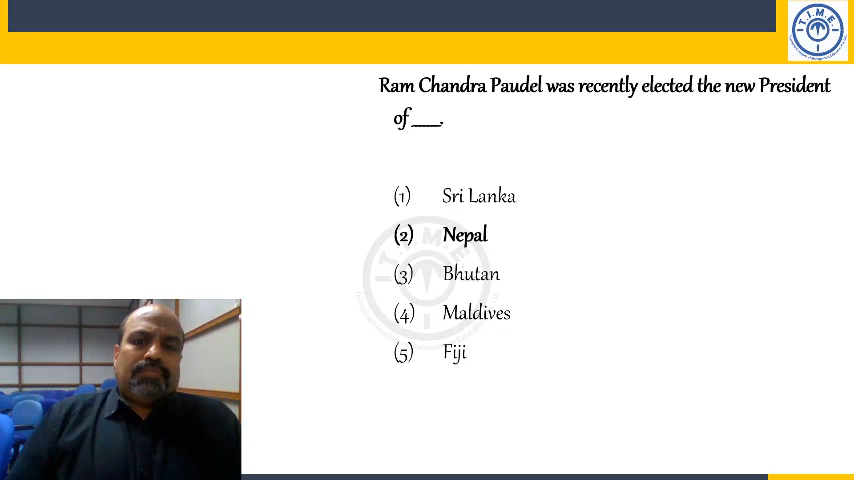 T.I.M.E.
Ram Chandra Paudel was recently elected the new President
of ____.
(1) Sri Lanka
(2) Nepal
(3) Bhutan
(4) Maldives
(5) Fiji